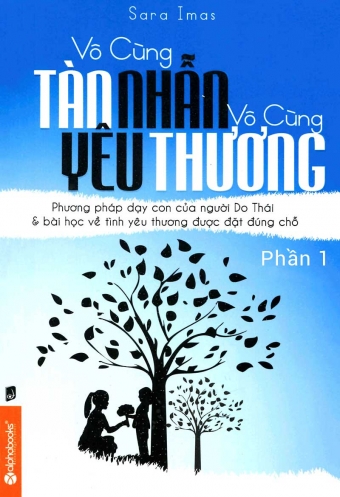 Sara Imas
Vô Cùng
TÀN NHẪN
Vô Cùng
YÊU THƯƠNG
Phương pháp dạy con của người Do Thái
& bài học về tình yêu thương được đặt đúng chỗ
Phần 1
alphabooks